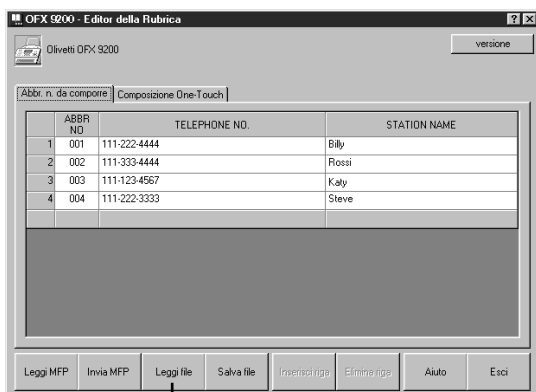 OFX 9200 - Editor della Rubrica
Olivetti OFX 9200
versione
Abbr. n. da comporre Composizione One-Touch
ABBR NO TELEPHONE NO. STATION NAME
1 001 111-222-4444 Billy
2 002 111-333-4444 Rossi
3 003 111-123-4567 Katy
4 004 111-222-3333 Steve
Leggi MFP Invia MFP Leggi file Salva file Inserisci riga Elimina riga Aiuto Esci